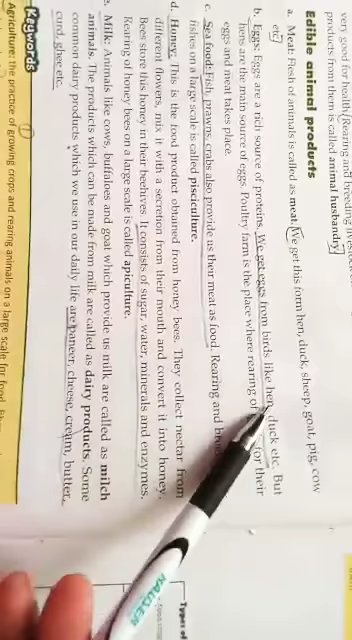 very good for health. Rearing and breeding livestock
products from them is called animal husbandry
Edible animal products
a. Meat: Flesh of animals is called as meat. We get this form hen, duck, sheep, goat, pig, cow
etc.
b. Eggs: Eggs are a rich source of proteins. We get eggs from birds like hen, duck etc. But
hens are the main source of eggs. Poultry farm is the place where rearing of for their
eggs and meat takes place.
c. Sea food: Fish, prawns, crabs also provide us their meat as food. Rearing and
fishes on a large scale is called pisciculture.
d. Honey: This is the food product obtained from honey bees. They collect nectar from
different flowers, mix it with a secretion from their mouth and convert it into honey.
Bees store this honey in their beehives. It consists of sugar, water, minerals and enzymes.
Rearing of honey bees on a large scale is called apiculture.
e. Milk: Animals like cows, buffaloes and goat which provide us milk are called as milch
animals. The products which can be made from milk are called as dairy products. Some
common dairy products which we use in our daily life are paneer, cheese, cream, butter,
curd, ghee etc.
Keywords
Agriculture: the practice of growing crops and rearing animals on a large scale for food,
Types of
KAUSER